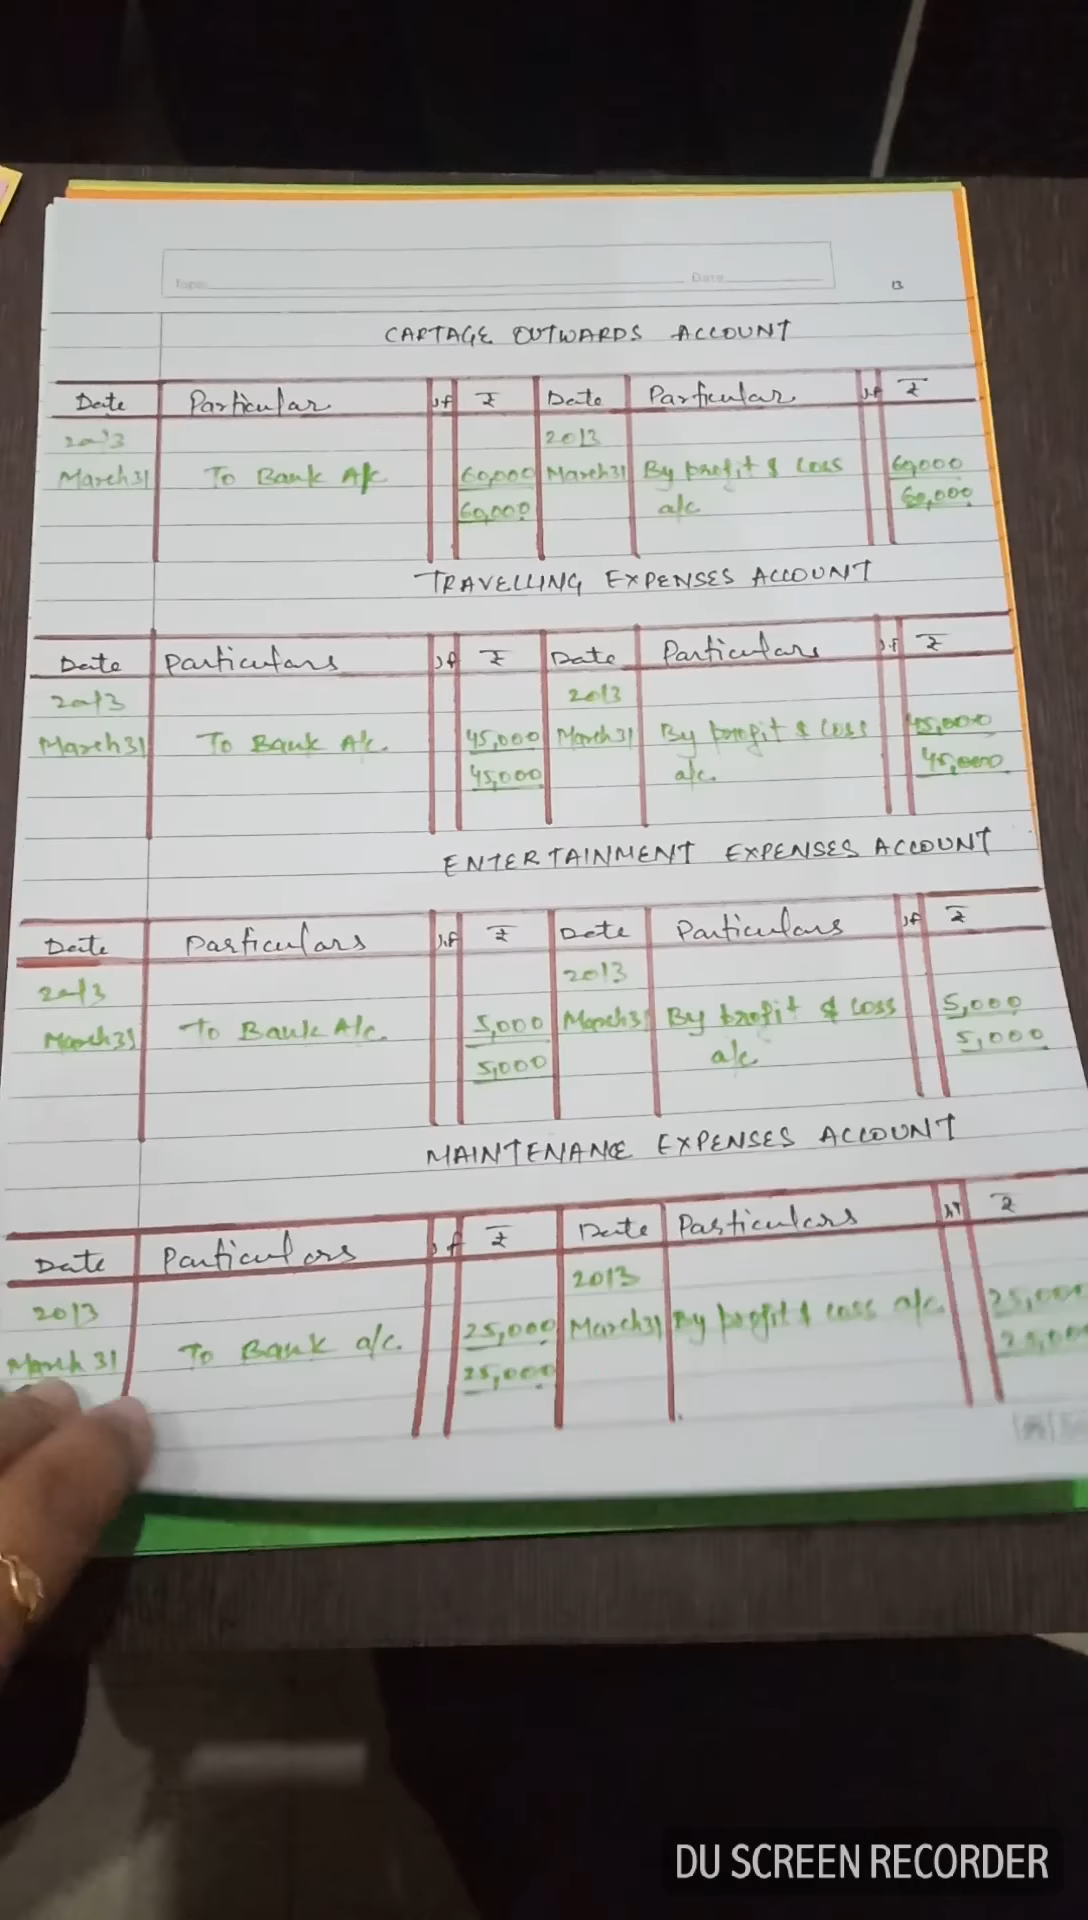 Topic Date
13
CARTAGE OUTWARDS ACCOUNT
Date Particular J.f ₹ Date Particular J.f ₹
2013 2013
March 31 To Bank A/c 60,000 March 31 By profit & Loss 60,000
60,000 a/c 60,000
TRAVELLING EXPENSES ACCOUNT
Date Particulars J.f ₹ Date Particulars J.f ₹
2013 2013
March 31 To Bank A/c. 45,000 March 31 By profit & Loss 45,000
45,000 a/c. 45,000
ENTERTAINMENT EXPENSES ACCOUNT
Date Particulars J.f ₹ Date Particulars J.f ₹
2013 2013
March 31 To Bank A/c. 5,000 March 31 By profit & Loss 5,000
5,000 a/c 5,000
MAINTENANCE EXPENSES ACCOUNT
Date Particulars J.f ₹ Date Particulars J.f ₹
2013 2013
March 31 To Bank a/c. 25,000 March 31 By profit & Loss a/c. 25,000
25,000 25,000
DU SCREEN RECORDER